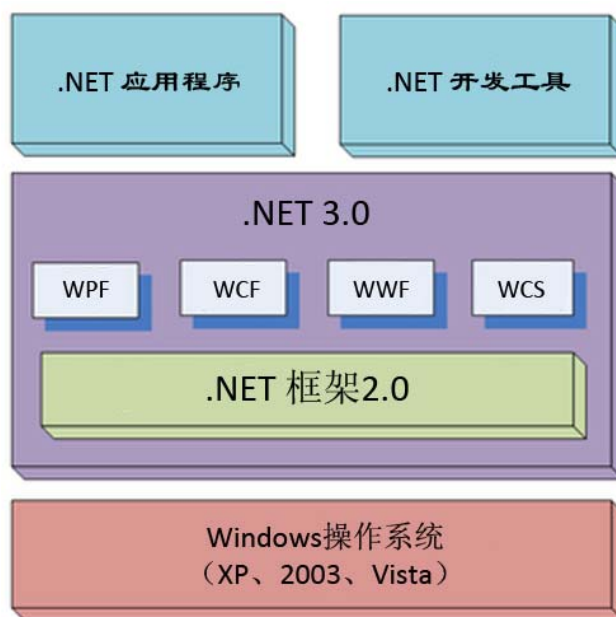 .NET 应用程序
.NET 开发工具
.NET 3.0
WPF
WCF
WWF
WCS
.NET 框架2.0
Windows操作系统
（XP、2003、Vista）